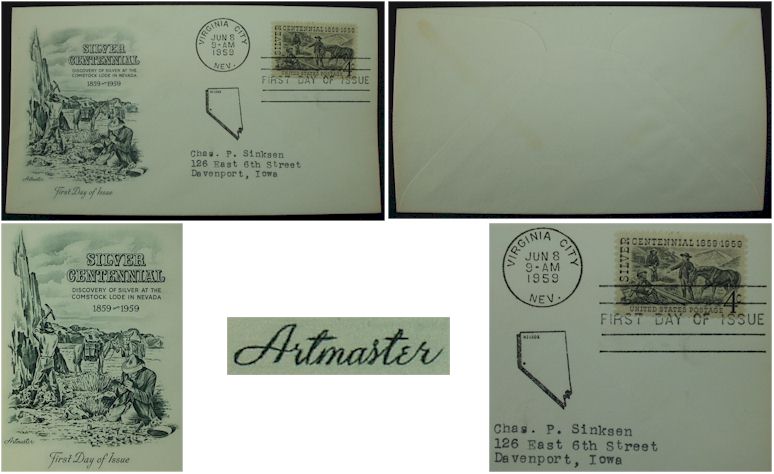 SILVER
CENTENNIAL
DISCOVERY OF SILVER AT THE
COMSTOCK LODE IN NEVADA
1859–1959
Artmaster
First Day of Issue
VIRGINIA CITY
JUN 8
9-AM
1959
NEV.
SILVER CENTENNIAL 1859-1959
4c
UNITED STATES POSTAGE
FIRST DAY OF ISSUE
NEVADA
Chas. P. Sinksen
126 East 6th Street
Davenport, Iowa
SILVER
CENTENNIAL
DISCOVERY OF SILVER AT THE
COMSTOCK LODE IN NEVADA
1859–1959
Artmaster
First Day of Issue
Artmaster
VIRGINIA CITY
JUN 8
9-AM
1959
NEV.
SILVER CENTENNIAL 1859-1959
4c
UNITED STATES POSTAGE
FIRST DAY OF ISSUE
NEVADA
Chas. P. Sinksen
126 East 6th Street
Davenport, Iowa